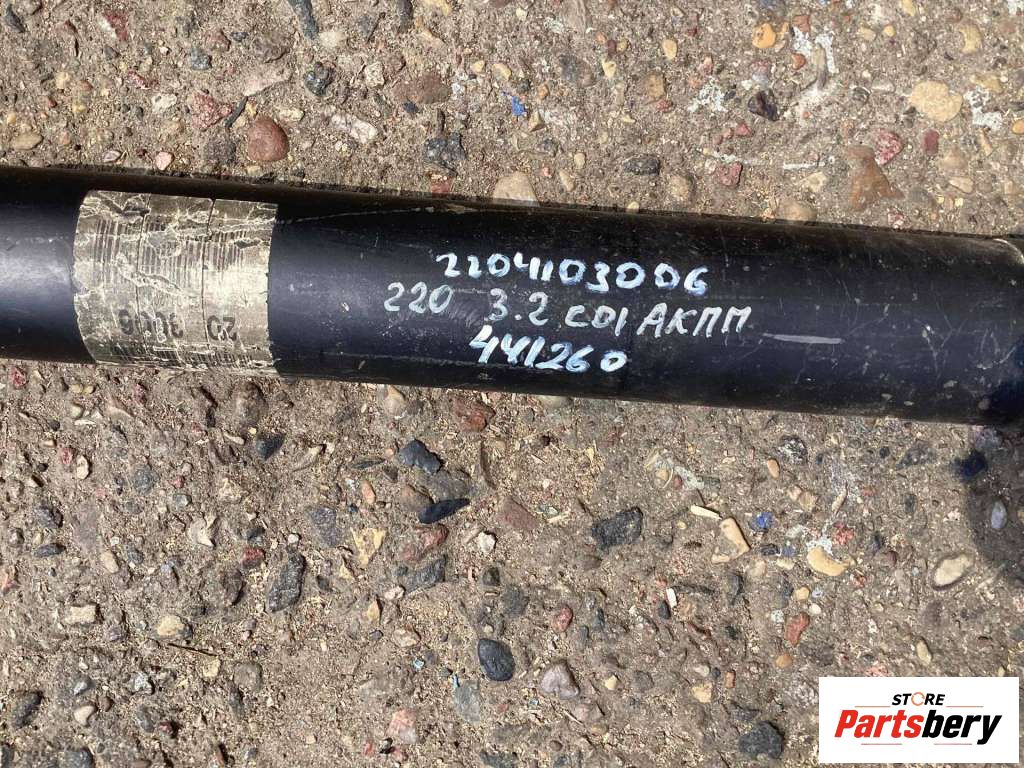 2204103006
220 3.2 CDI АКПП
441260
STORE
Partsbery